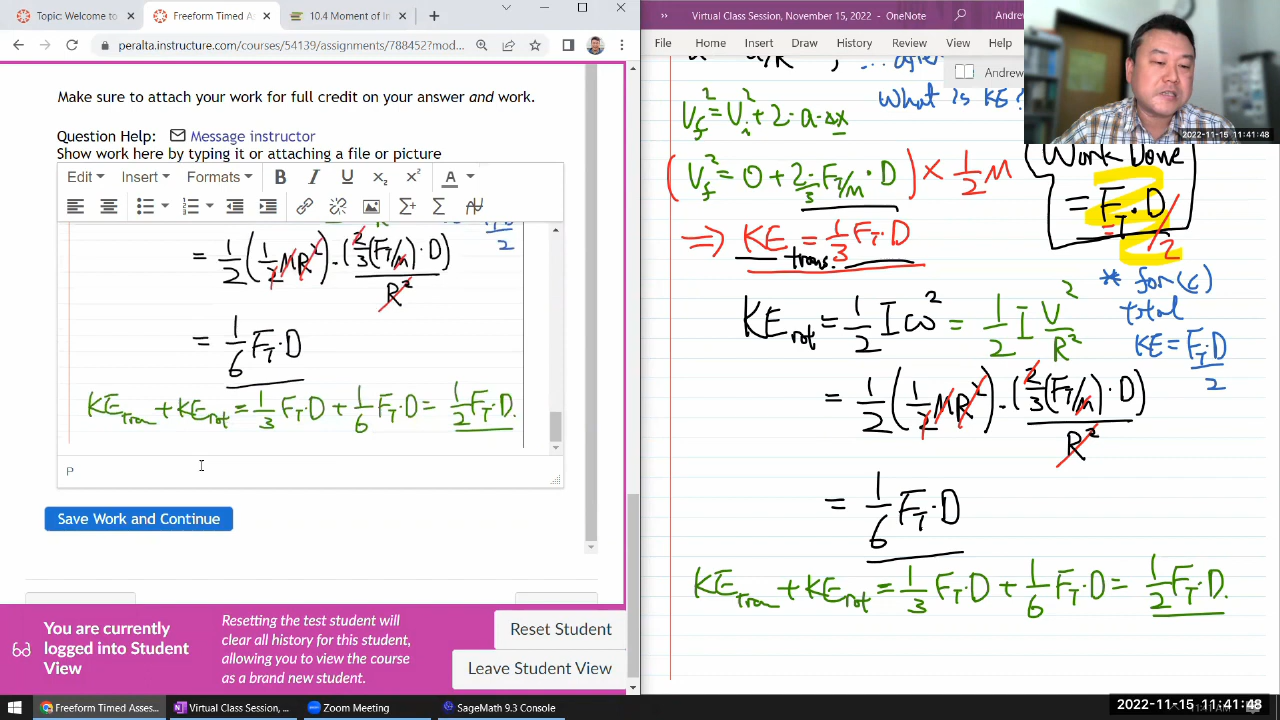 Topic Welcome to
Freeform Timed Ass
10.4 Moment of In
peralta.instructure.com/courses/54139/assignments/788452?mod...
Make sure to attach your work for full credit on your answer and work.
Question Help: Message instructor
Show work here by typing it or attaching a file or picture
Edit Insert Formats B I U x₂ x² A
= 1/2 (1/2 MR²) · (2/3 (F_T/M) · D) / R²
2
= 1/6 F_T · D
KE_Tran + KE_rot = 1/3 F_T · D + 1/6 F_T · D = 1/2 F_T · D.
P
Save Work and Continue
You are currently logged into Student View
Resetting the test student will
clear all history for this student,
allowing you to view the course
as a brand new student.
Reset Student
Leave Student View
Virtual Class Session, November 15, 2022 - OneNote
Andrew
File Home Insert Draw History Review View Help
Andrew
What is KE?
V_f² = V_i² + 2 · a · Δx
(V_f² = 0 + 2 · 2/3 F_T/M · D) × 1/2 M
Work Done
= F_T · D / 2
⇒ KE_trans. = 1/3 F_T D
* for (c)
total
KE = F_T · D / 2
KE_rot = 1/2 I ω² = 1/2 I V²/R²
= 1/2 (1/2 MR²) · (2/3 (F_T/M) · D) / R²
= 1/6 F_T · D
KE_Tran + KE_rot = 1/3 F_T · D + 1/6 F_T · D = 1/2 F_T · D.
2022-11-15 11:41:48
Freeform Timed Asses...
Virtual Class Session, ...
Zoom Meeting
SageMath 9.3 Console
2022-11-15 11:41:48